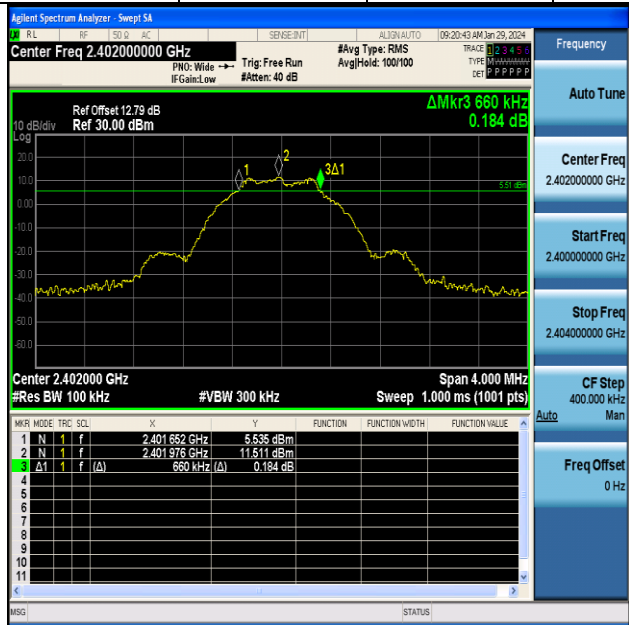 Agilent Spectrum Analyzer - Swept SA
RL RF 50 Ω AC SENSE:INT ALIGN AUTO 09:20:43 AM Jan 29, 2024
Center Freq 2.402000000 GHz
PNO: Wide
IFGain:Low
Trig: Free Run
#Atten: 40 dB
#Avg Type: RMS
Avg|Hold: 100/100
TRACE 1 2 3 4 5 6
TYPE MWWWWW
DET P P P P P P
Frequency
Auto Tune
Center Freq
2.402000000 GHz
Start Freq
2.400000000 GHz
Stop Freq
2.404000000 GHz
CF Step
400.000 kHz
Auto Man
Freq Offset
0 Hz
ΔMkr3 660 kHz
0.184 dB
Ref Offset 12.79 dB
10 dB/div Ref 30.00 dBm
Log
20.0
10.0
0.00
-10.0
-20.0
-30.0
-40.0
-50.0
-60.0
1
2
3Δ1
5.51 dBm
Center 2.402000 GHz Span 4.000 MHz
#Res BW 100 kHz #VBW 300 kHz Sweep 1.000 ms (1001 pts)
MKR MODE TRC SCL X Y FUNCTION FUNCTION WIDTH FUNCTION VALUE
1 N 1 f 2.401 652 GHz 5.535 dBm
2 N 1 f 2.401 976 GHz 11.511 dBm
3 Δ1 1 f (Δ) 660 kHz (Δ) 0.184 dB
4
5
6
7
8
9
10
11
MSG STATUS